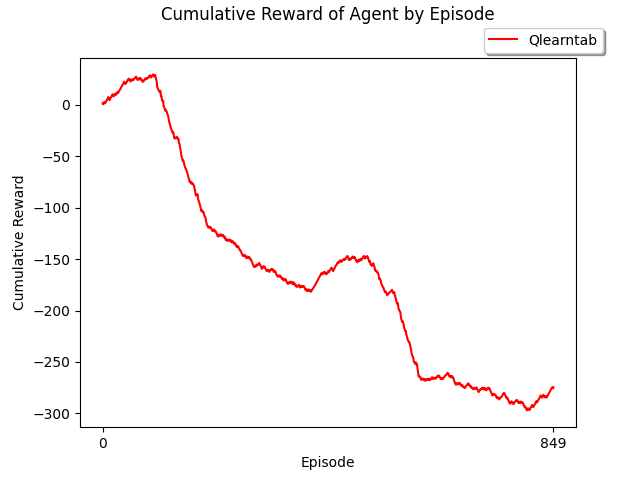 Cumulative Reward of Agent by Episode
Qlearntab
0
−50
−100
−150
−200
−250
−300
Cumulative Reward
0
849
Episode